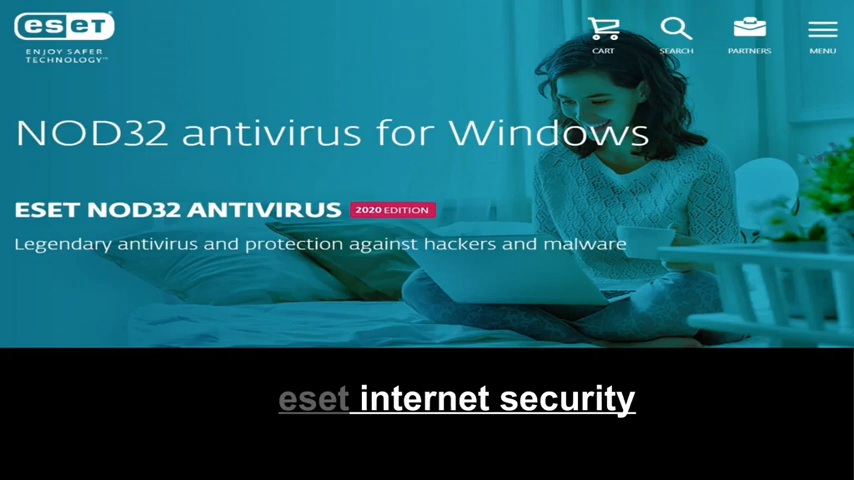 eset
ENJOY SAFER
TECHNOLOGY™
CART
SEARCH
PARTNERS
MENU
NOD32 antivirus for Windows
ESET NOD32 ANTIVIRUS 2020 EDITION
Legendary antivirus and protection against hackers and malware
eset internet security